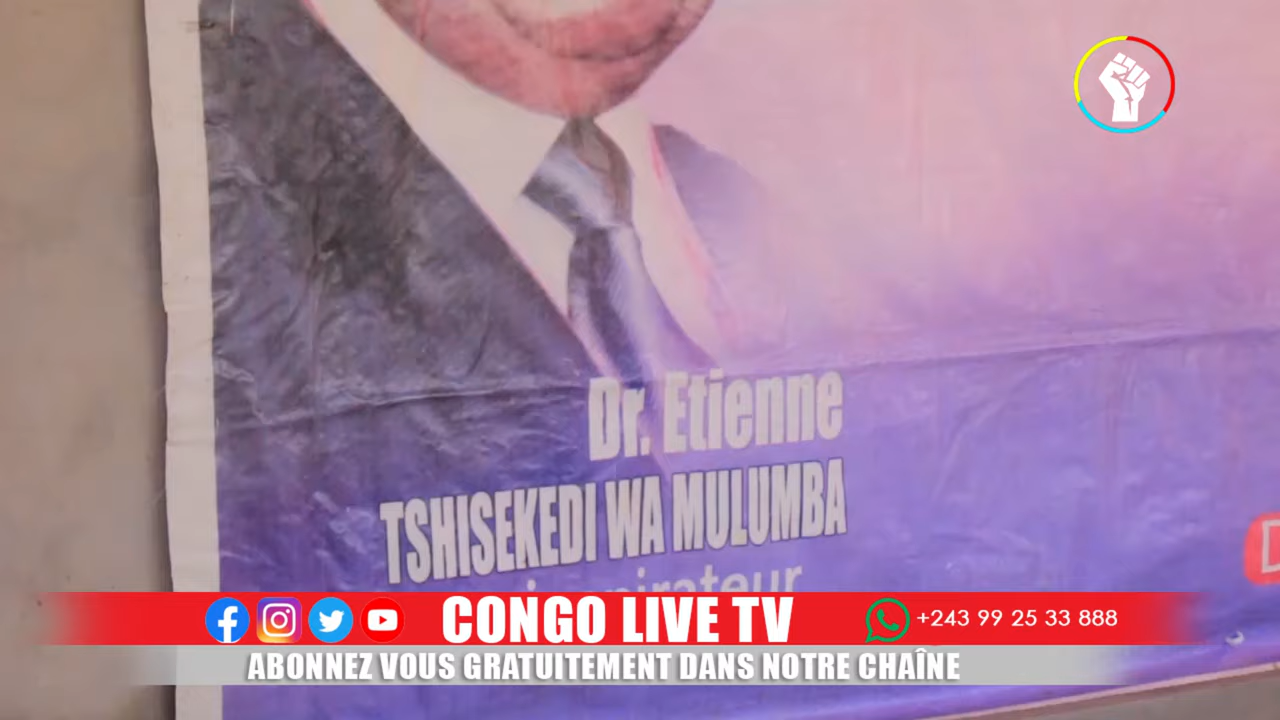 Dr. Etienne
TSHISEKEDI WA MULUMBA
CONGO LIVE TV
+243 99 25 33 888
ABONNEZ VOUS GRATUITEMENT DANS NOTRE CHAÎNE